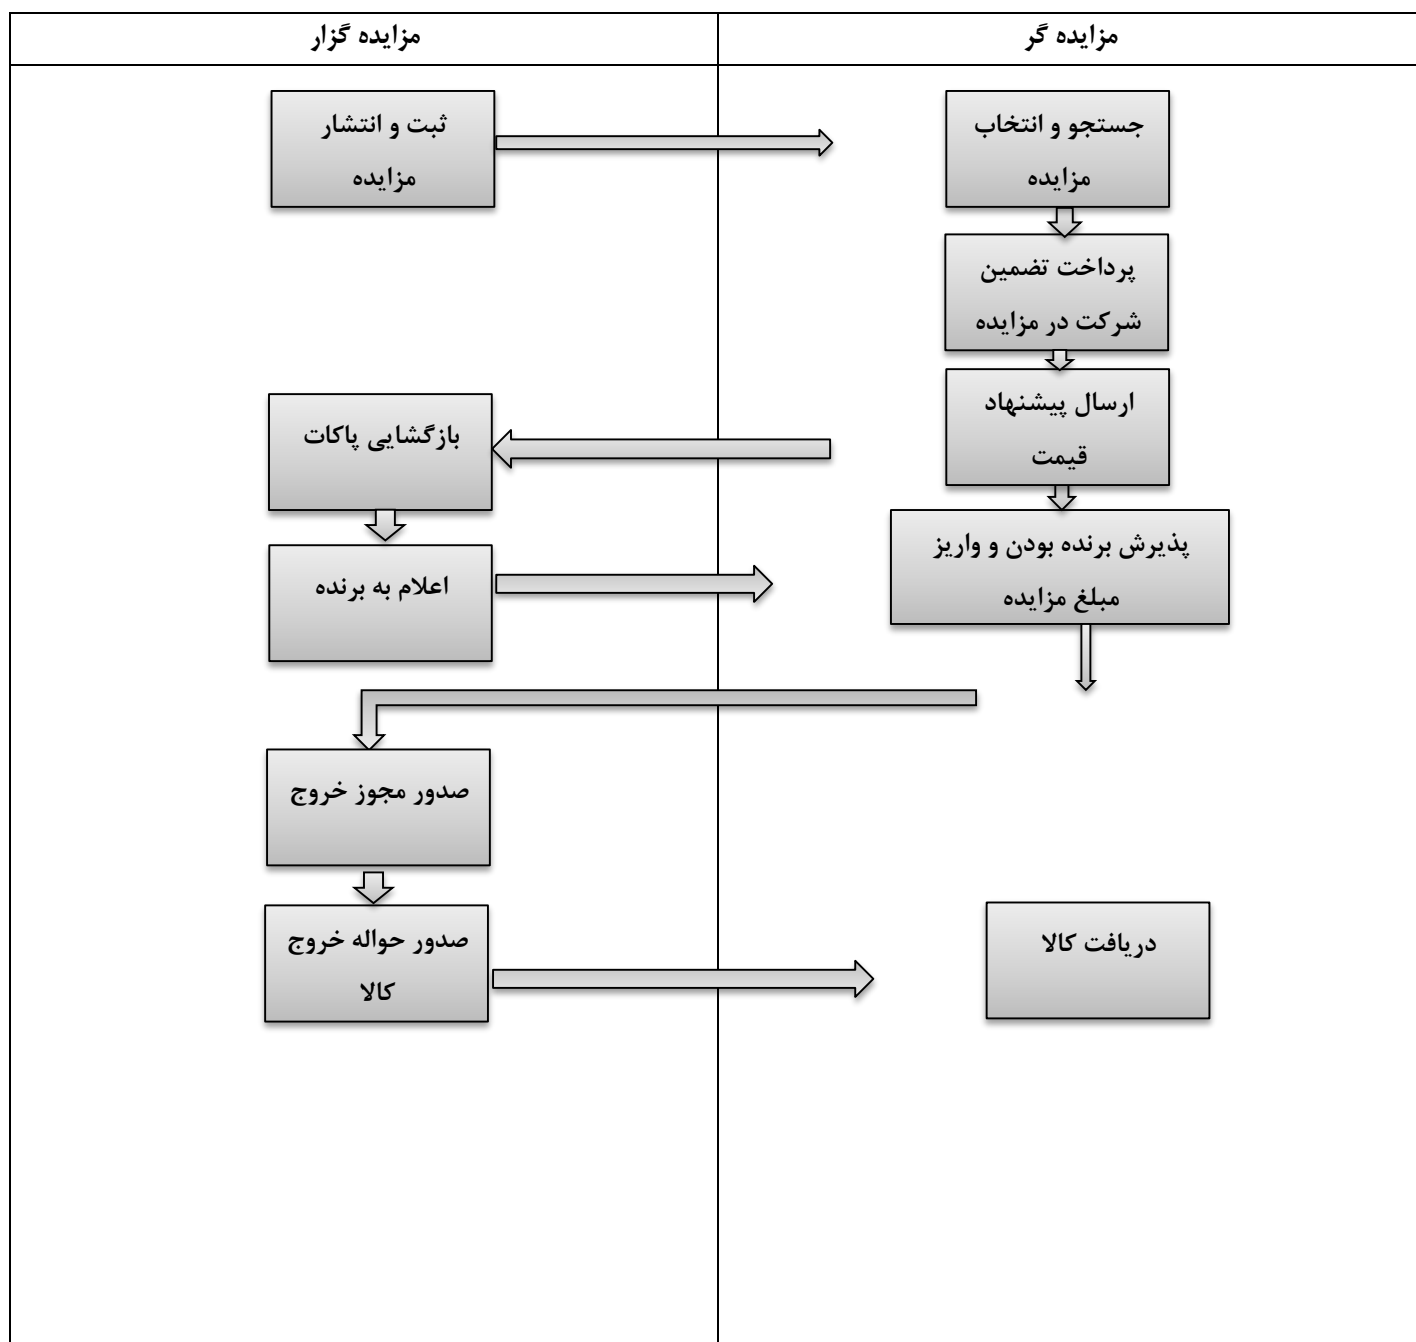 مزایده گر
مزایده گزار
جستجو و انتخاب
مزایده
ثبت و انتشار
مزایده
پرداخت تضمین
شرکت در مزایده
ارسال پیشنهاد
قیمت
بازگشایی پاکات
پذیرش برنده بودن و واریز
مبلغ مزایده
اعلام به برنده
صدور مجوز خروج
صدور حواله خروج
کالا
دریافت کالا